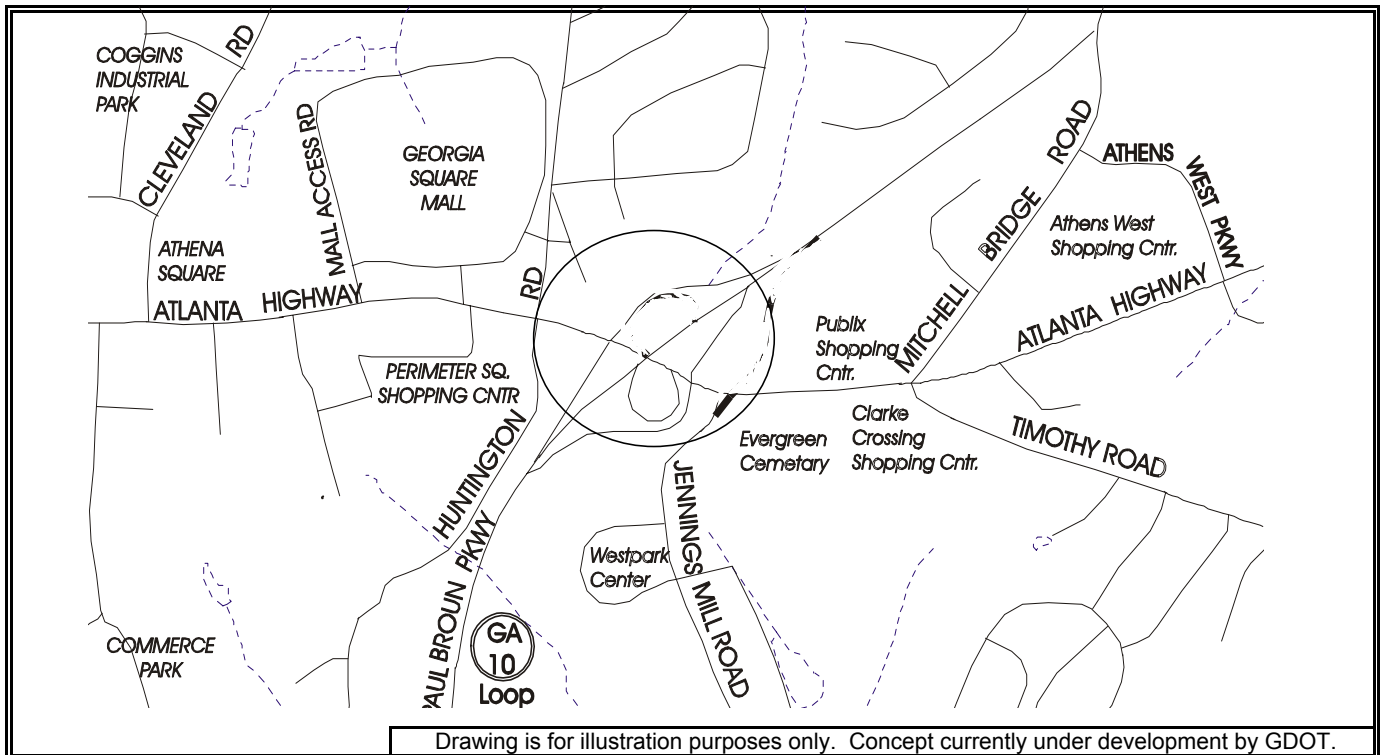 COGGINS
INDUSTRIAL
PARK
CLEVELAND RD
MALL ACCESS RD
GEORGIA
SQUARE
MALL
ATHENA
SQUARE
ATLANTA HIGHWAY
HUNTINGTON RD
PERIMETER SQ.
SHOPPING CNTR
MITCHELL BRIDGE ROAD
ATHENS WEST PKWY
Athens West
Shopping Cntr.
ATLANTA HIGHWAY
Publix
Shopping
Cntr.
Clarke
Crossing
Shopping Cntr.
Evergreen
Cemetary
TIMOTHY ROAD
JENNINGS MILL ROAD
Westpark
Center
PAUL BROUN PKWY
GA
10
Loop
COMMERCE
PARK
Drawing is for illustration purposes only. Concept currently under development by GDOT.